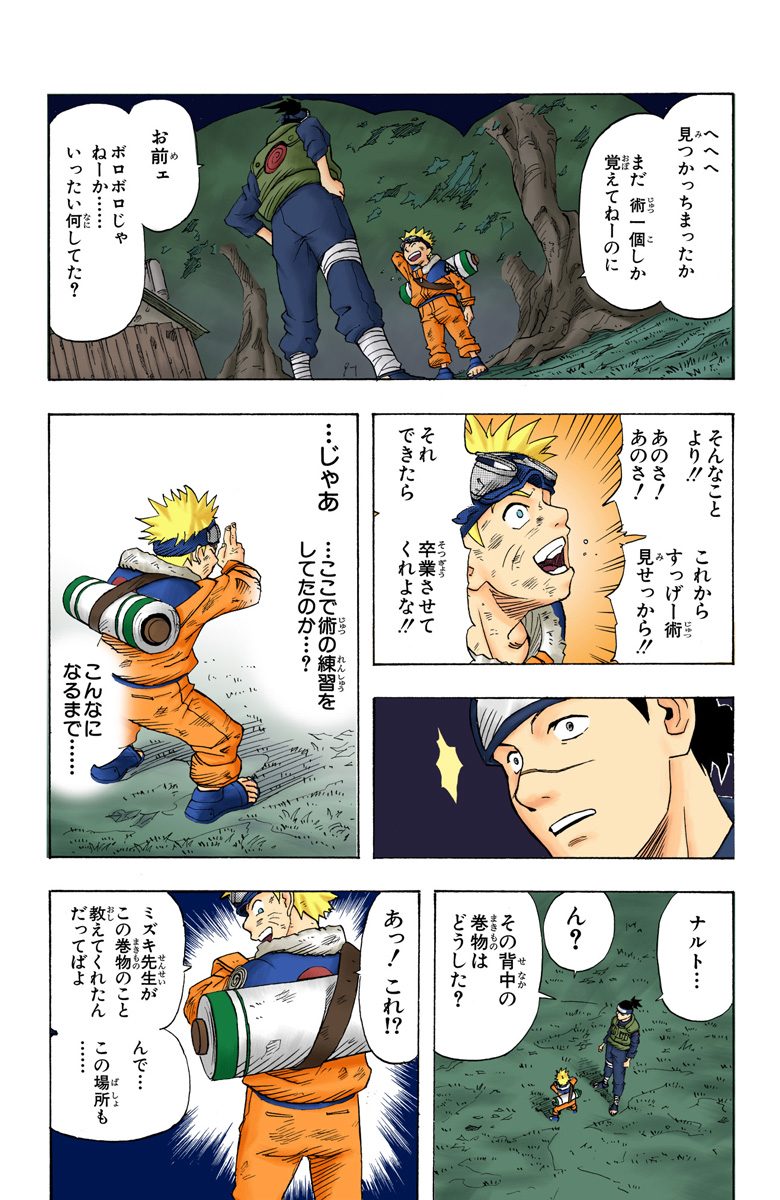 へへへ
見つかっちまったか
まだ 術一個しか
覚えてねーのに
お前ェ
ボロボロじゃ
ねーか……
いったい何してた?
そんなこと
より!!
あのさ!
あのさ!
これから
すっげー術
見せっから!!
それ
できたら
卒業させて
くれよな!!
…じゃあ
…ここで術の練習を
してたのか…?
こんなに
なるまで……
ナルト…
ん?
その背中の
巻物は
どうした?
あっ!これ!?
ミズキ先生が
この巻物のこと
教えてくれたん
だってばよ
んで…
この場所も
……